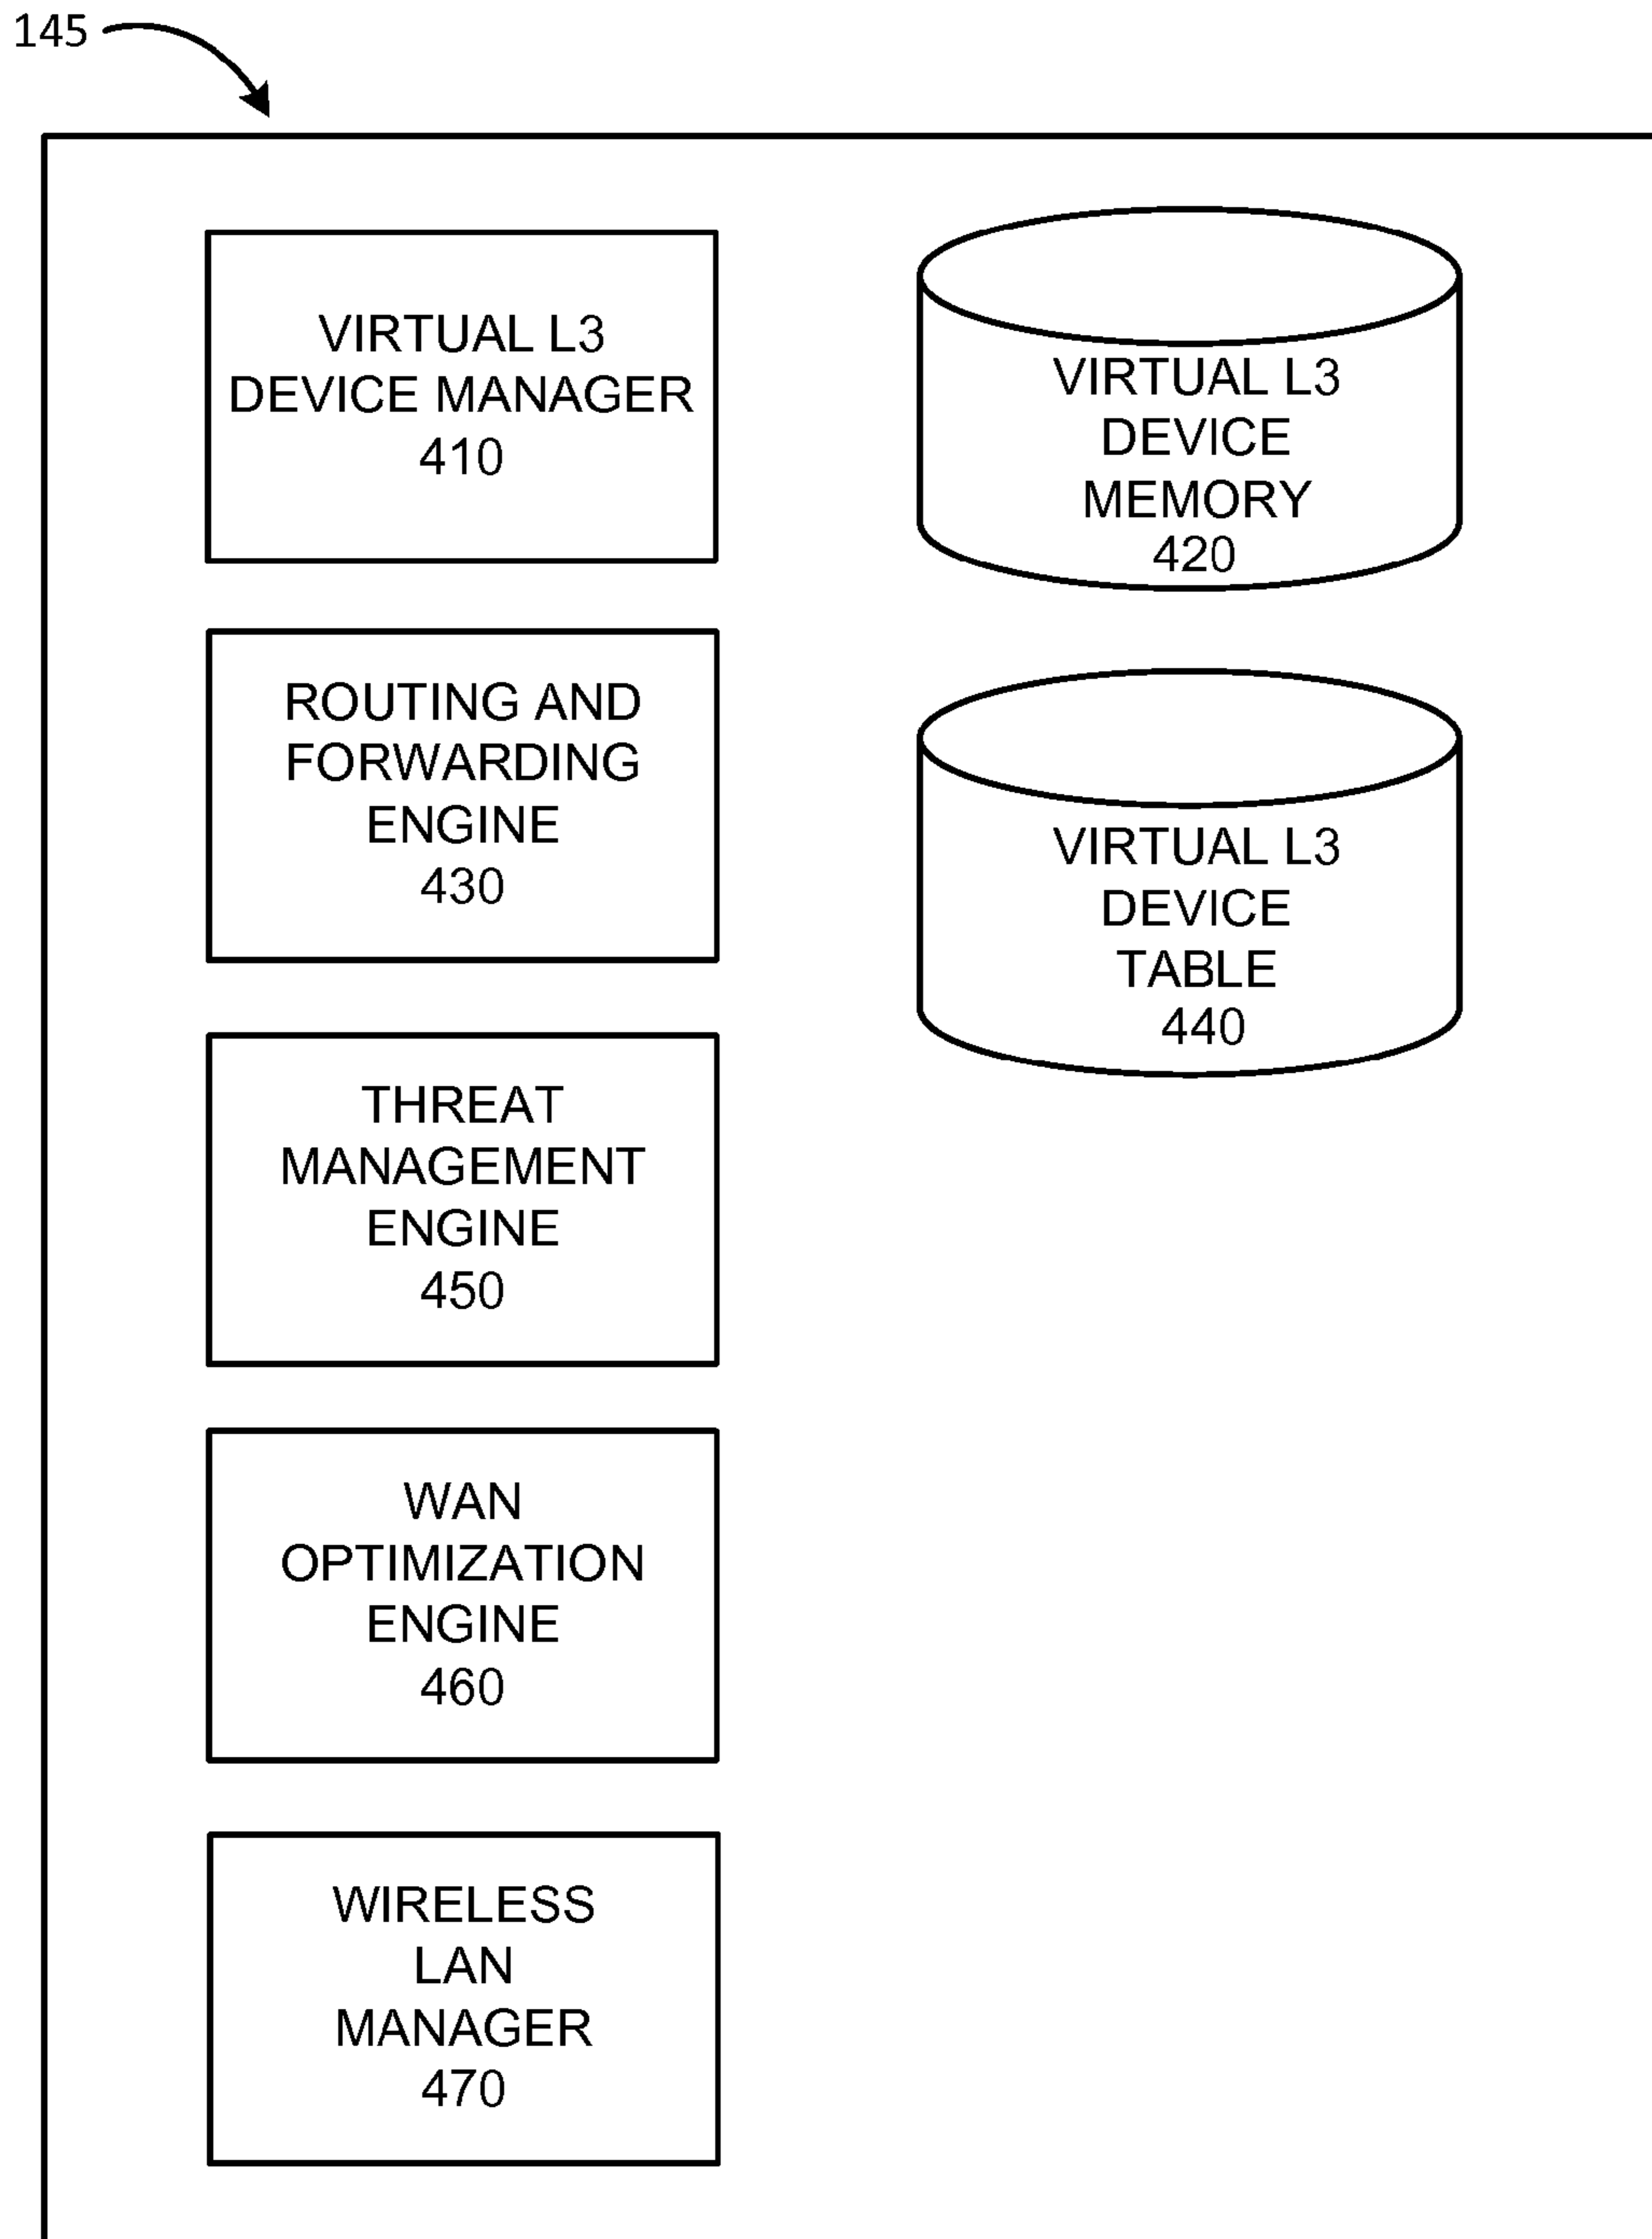 145
VIRTUAL L3
DEVICE MANAGER
410
VIRTUAL L3
DEVICE
MEMORY
420
ROUTING AND
FORWARDING
ENGINE
430
VIRTUAL L3
DEVICE
TABLE
440
THREAT
MANAGEMENT
ENGINE
450
WAN
OPTIMIZATION
ENGINE
460
WIRELESS
LAN
MANAGER
470